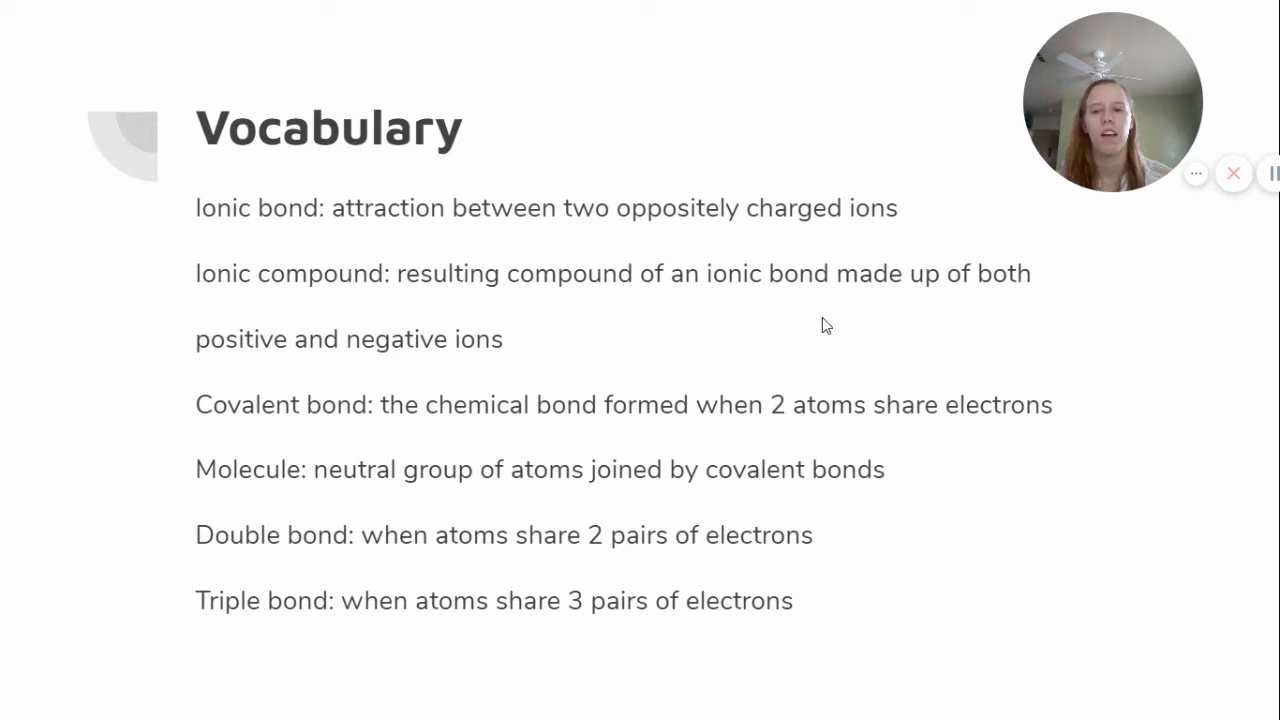 Vocabulary
Ionic bond: attraction between two oppositely charged ions
Ionic compound: resulting compound of an ionic bond made up of both
positive and negative ions
Covalent bond: the chemical bond formed when 2 atoms share electrons
Molecule: neutral group of atoms joined by covalent bonds
Double bond: when atoms share 2 pairs of electrons
Triple bond: when atoms share 3 pairs of electrons